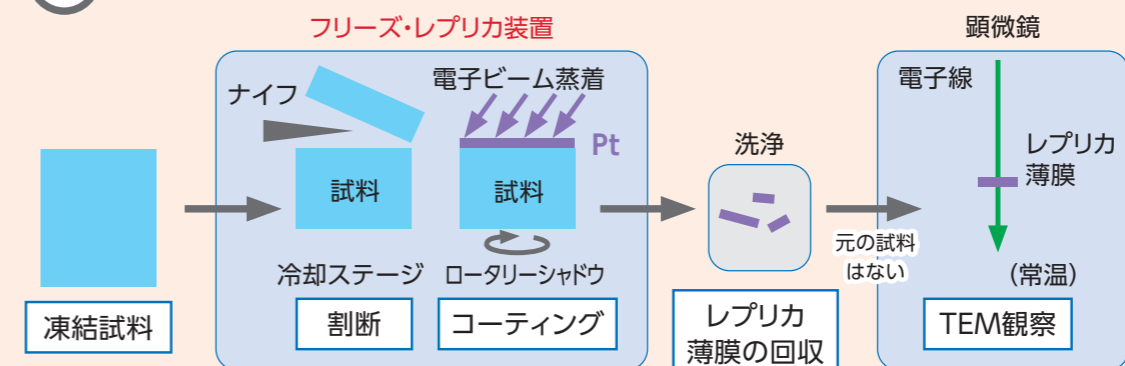 フリーズ・レプリカ装置
顕微鏡
ナイフ
電子ビーム蒸着
Pt
試料
試料
冷却ステージ
ロータリーシャドウ
凍結試料
割断
コーティング
洗浄
レプリカ
薄膜の回収
元の試料
はない
電子線
レプリカ
薄膜
(常温)
TEM観察